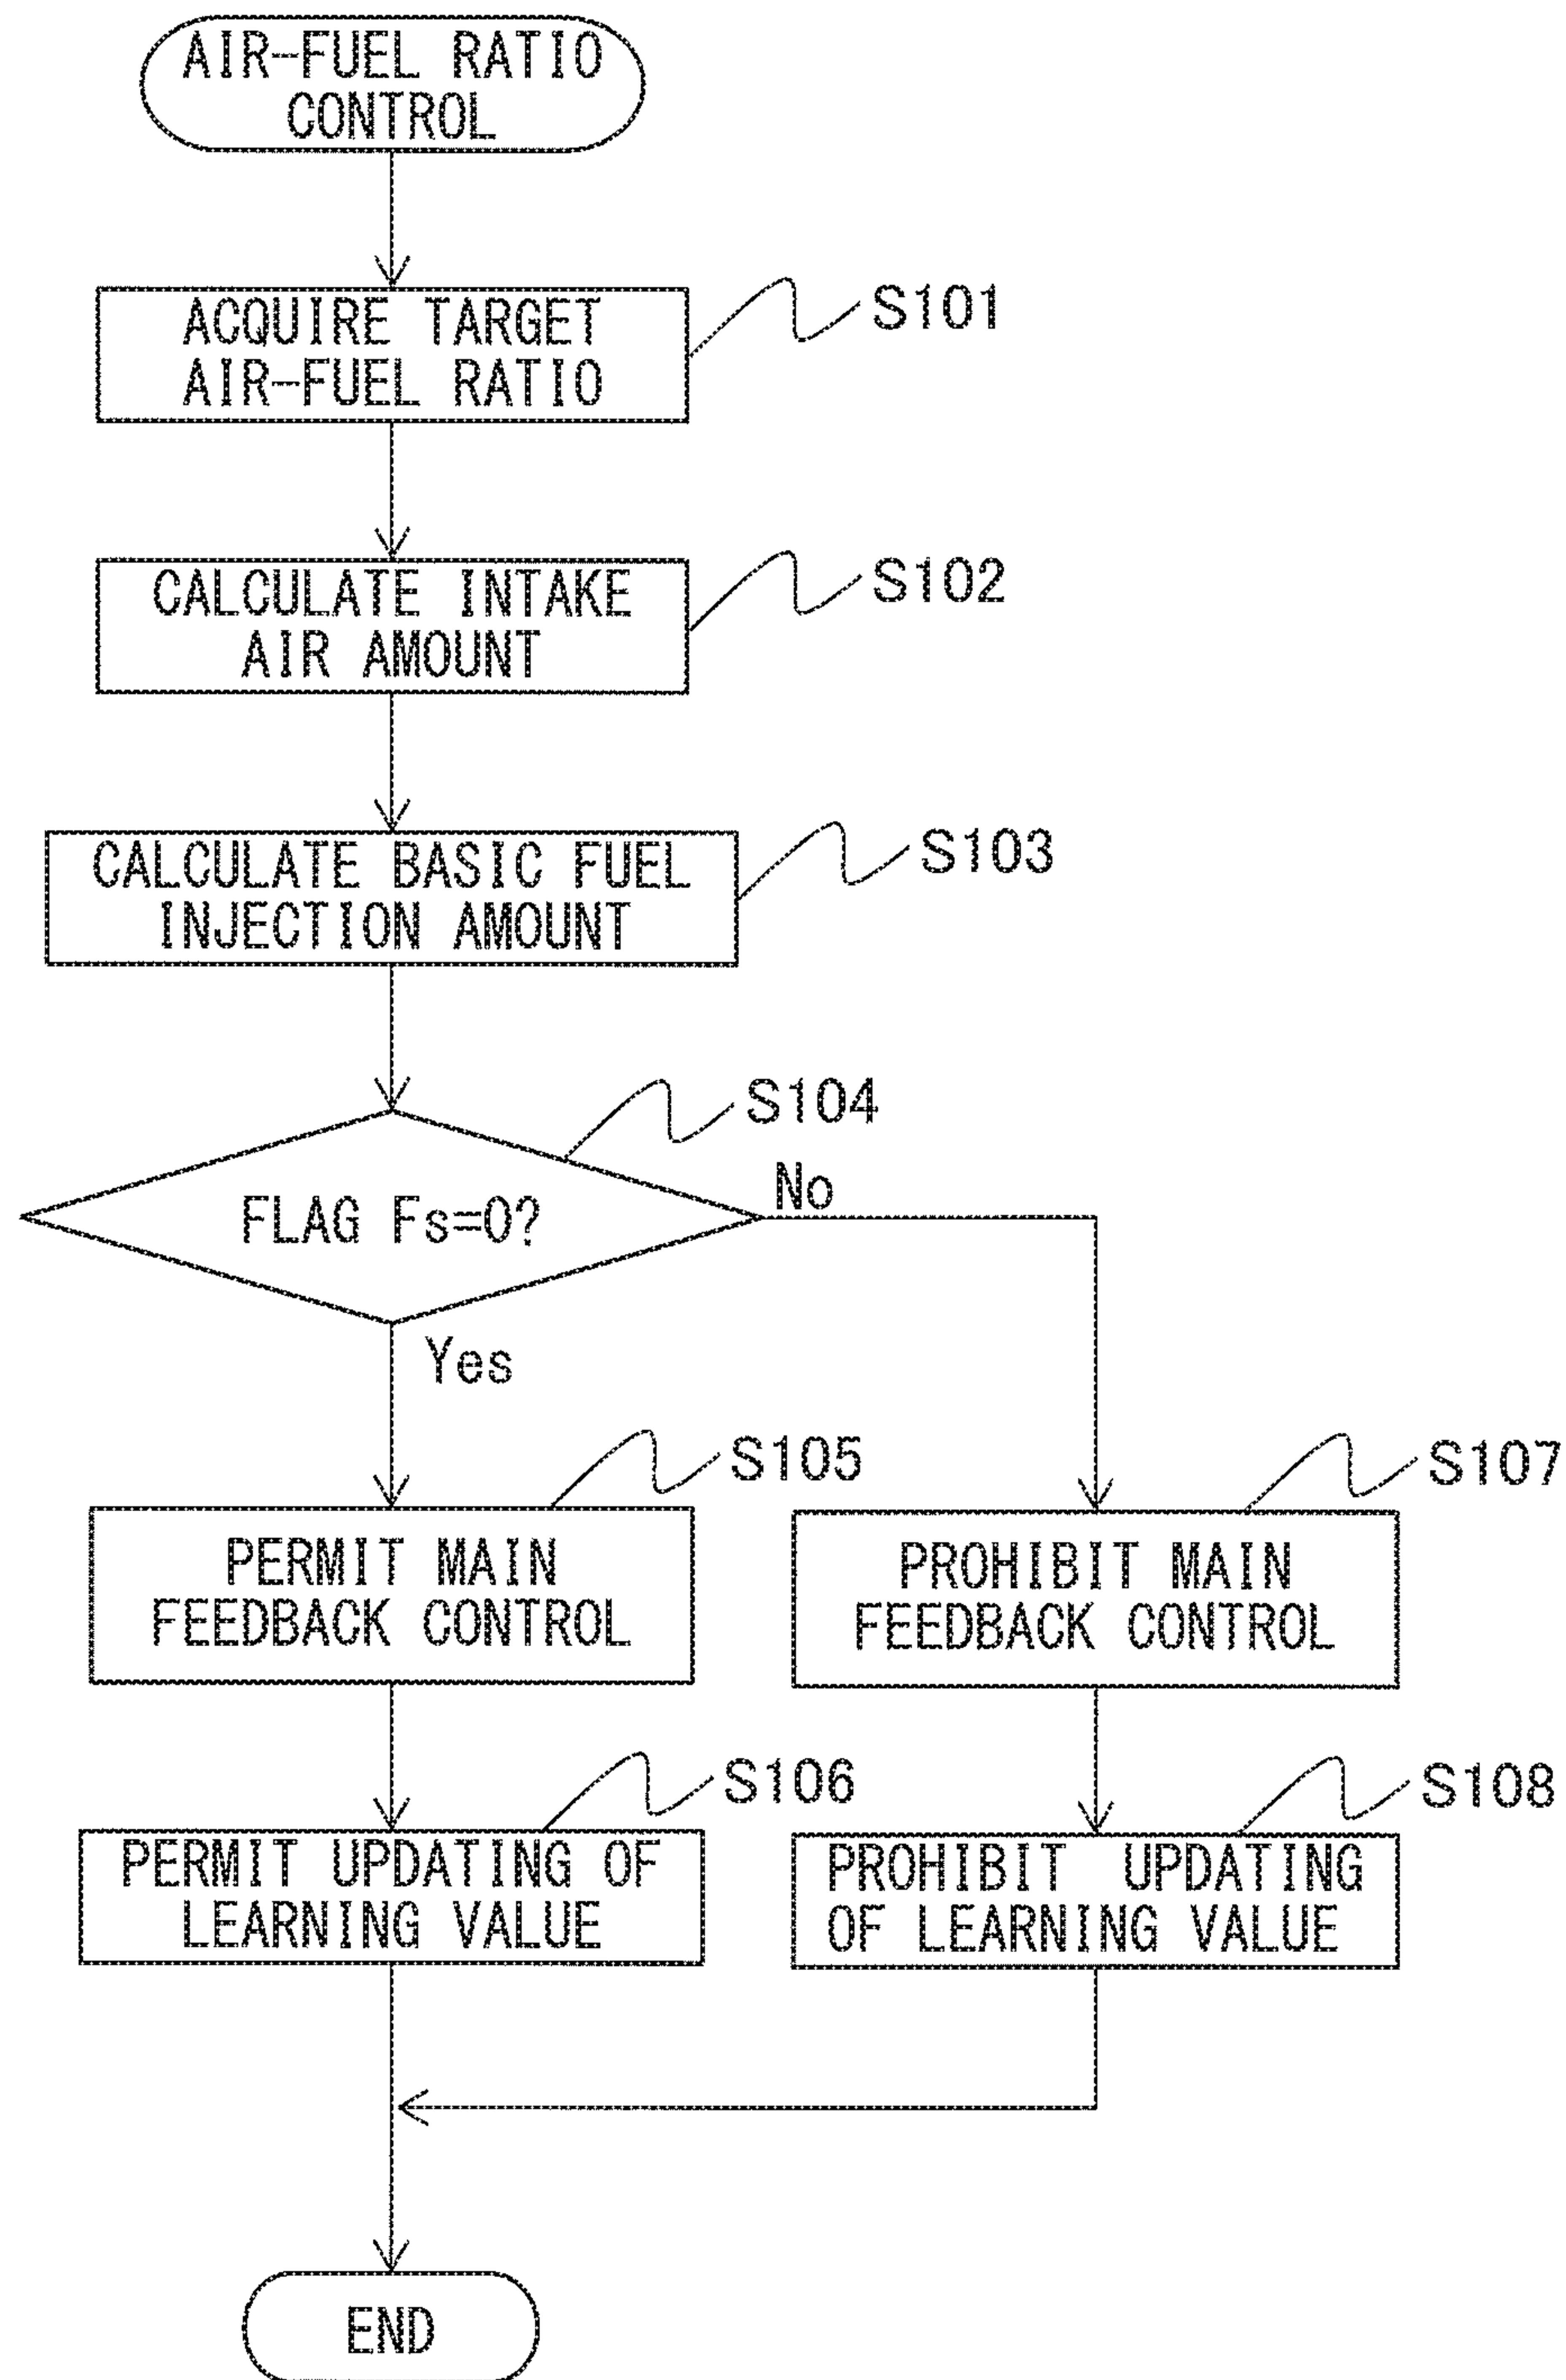 AIR-FUEL RATIO
CONTROL
ACQUIRE TARGET
AIR-FUEL RATIO
S101
CALCULATE INTAKE
AIR AMOUNT
S102
CALCULATE BASIC FUEL
INJECTION AMOUNT
S103
S104
FLAG Fs=0?
No
Yes
S105
PERMIT MAIN
FEEDBACK CONTROL
S107
PROHIBIT MAIN
FEEDBACK CONTROL
S106
PERMIT UPDATING OF
LEARNING VALUE
S108
PROHIBIT UPDATING
OF LEARNING VALUE
END